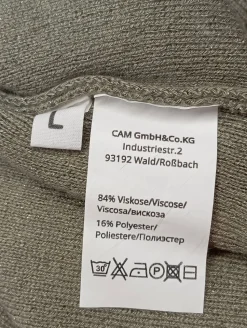 L
CAM GmbH&Co.KG
Industriestr.2
93192 Wald/Roßbach
84% Viskose/Viscose/
Viscosa/вискоза
16% Polyester/
Poliestere/Полиэстер
30
P